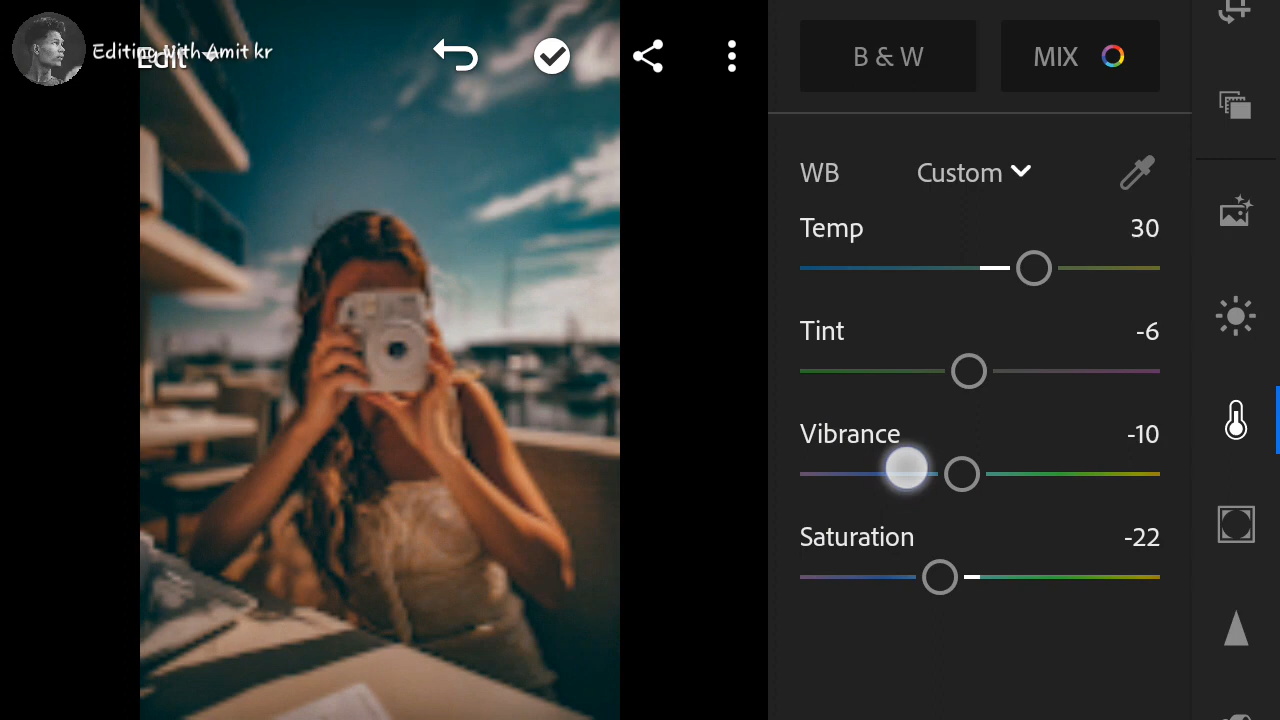 Editing with Amit kr
Edit
B & W
MIX
WB
Custom
Temp
30
Tint
-6
Vibrance
-10
Saturation
-22